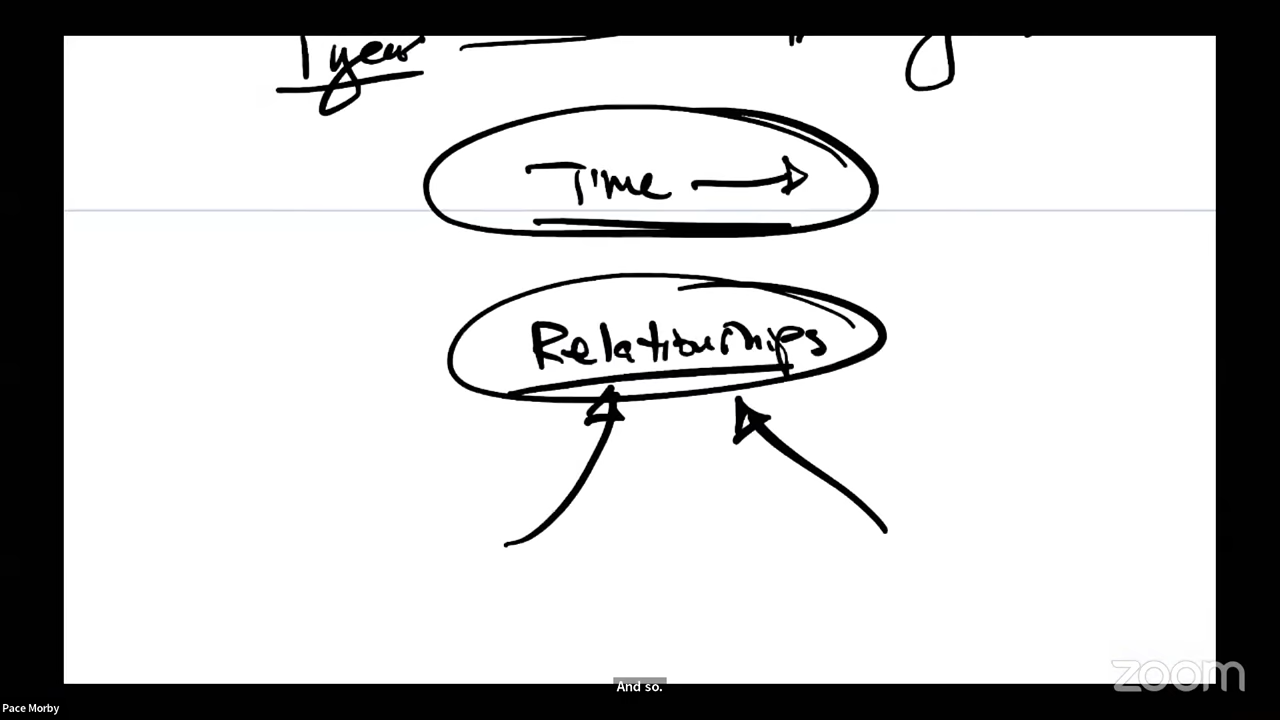 1 year
Time
Relationships
zoom
And so.
Pace Morby